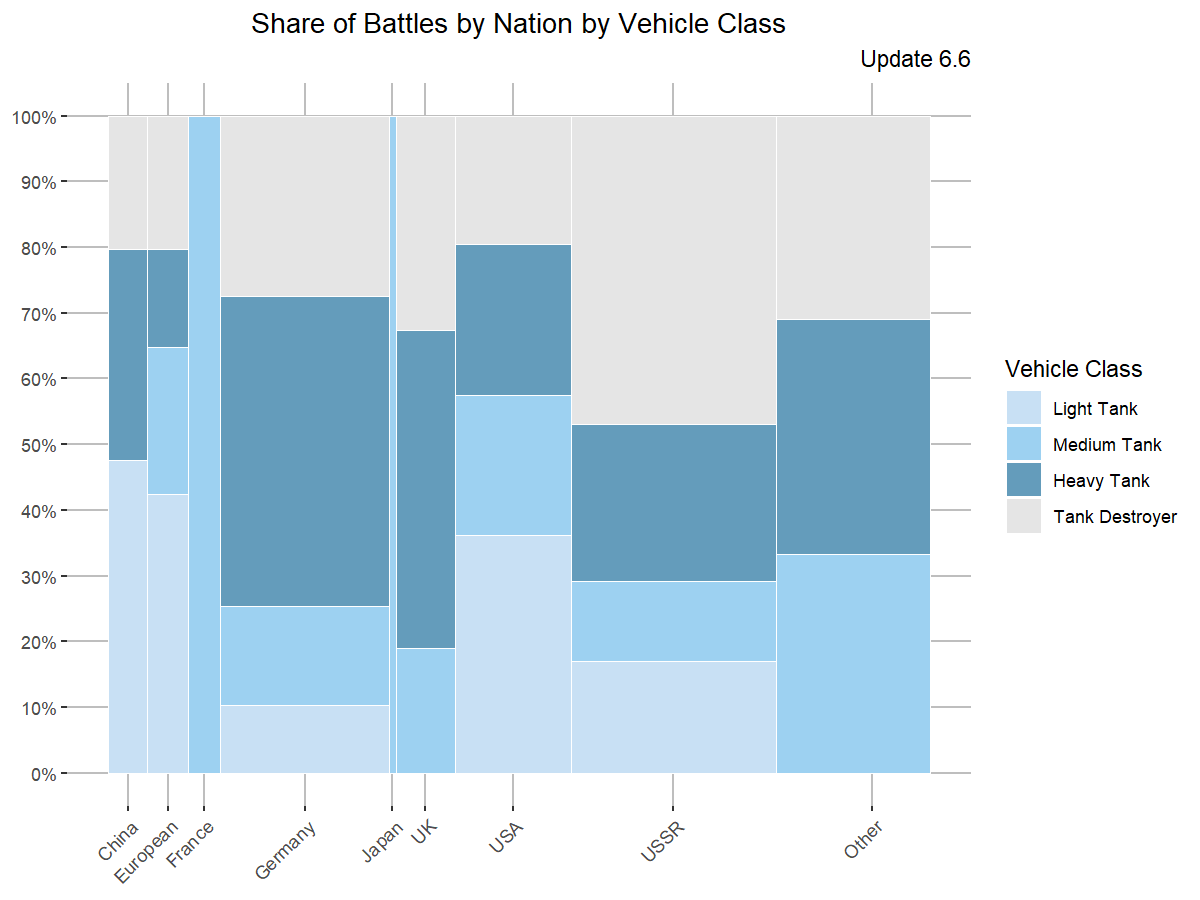 Share of Battles by Nation by Vehicle Class
Update 6.6
100%
90%
80%
70%
60%
50%
40%
30%
20%
10%
0%
China
European
France
Germany
Japan
UK
USA
USSR
Other
Vehicle Class
Light Tank
Medium Tank
Heavy Tank
Tank Destroyer